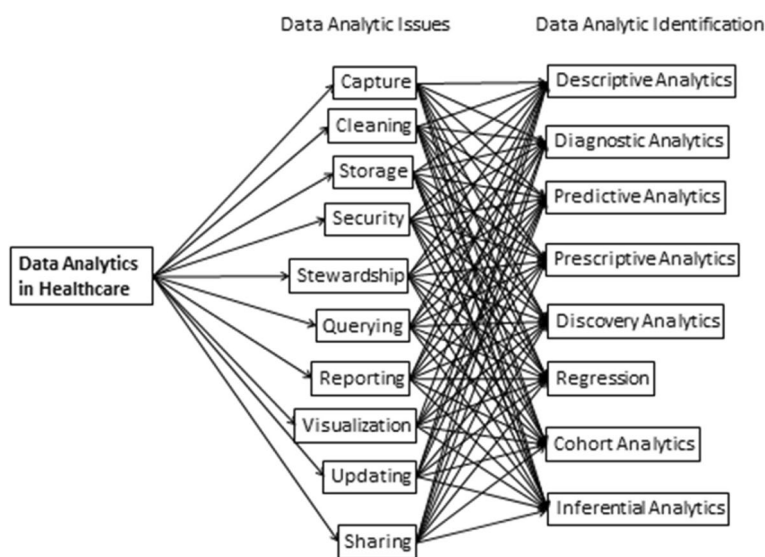 Data Analytic Issues
Data Analytic Identification
Data Analytics
in Healthcare
Capture
Cleaning
Storage
Security
Stewardship
Querying
Reporting
Visualization
Updating
Sharing
Descriptive Analytics
Diagnostic Analytics
Predictive Analytics
Prescriptive Analytics
Discovery Analytics
Regression
Cohort Analytics
Inferential Analytics